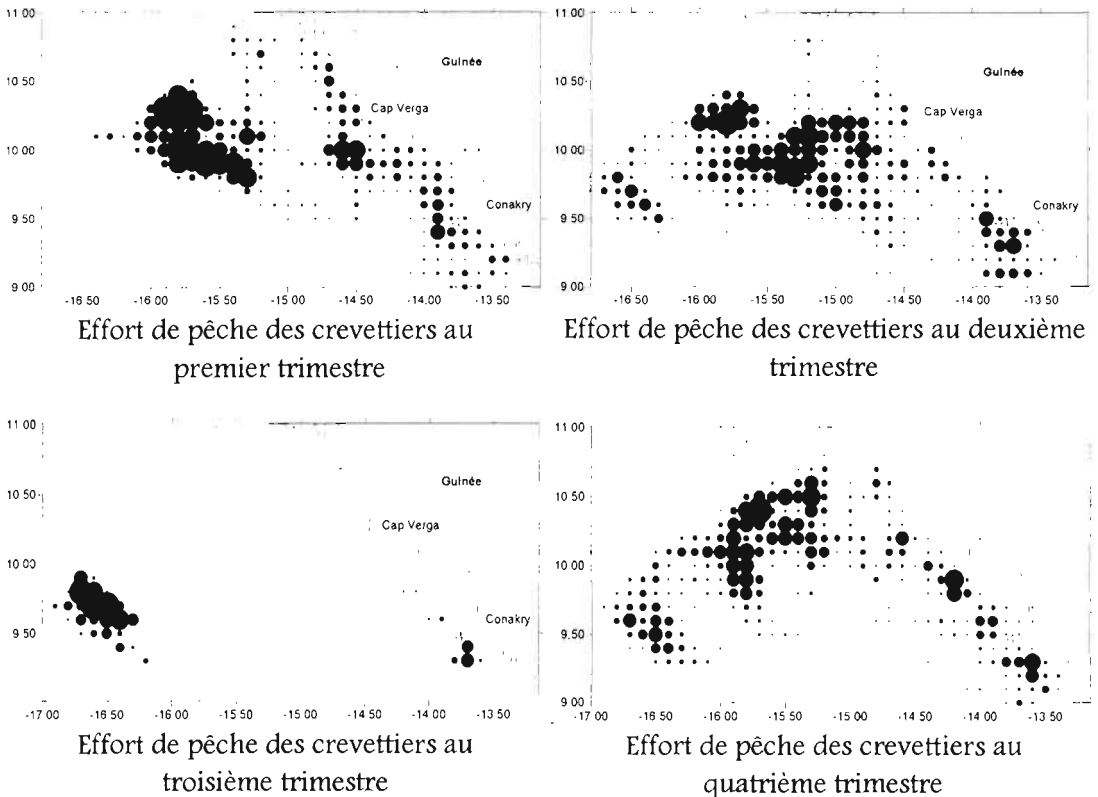 11 00
10 50
10 00
9 50
9 00
Guinée
Cap Verga
Conakry
-16 50
-16 00
-15 50
-15 00
-14 50
-14 00
-13 50
Effort de pêche des crevettiers au
premier trimestre
11 00
10 50
10 00
9 50
9 00
Guinée
Cap Verga
Conakry
-16 50
-16 00
-15 50
-15 00
-14 50
-14 00
-13 50
Effort de pêche des crevettiers au deuxième
trimestre
11 00
10 50
10 00
9 50
Guinée
Cap Verga
Conakry
-17 00
-16 50
-16 00
-15 50
-15 00
-14 50
-14 00
-13 50
Effort de pêche des crevettiers au
troisième trimestre
11 00
10 50
10 00
9 50
9 00
-17 00
-16 50
-16 00
-15 50
-15 00
-14 50
-14 00
-13 50
Effort de pêche des crevettiers au
quatrième trimestre